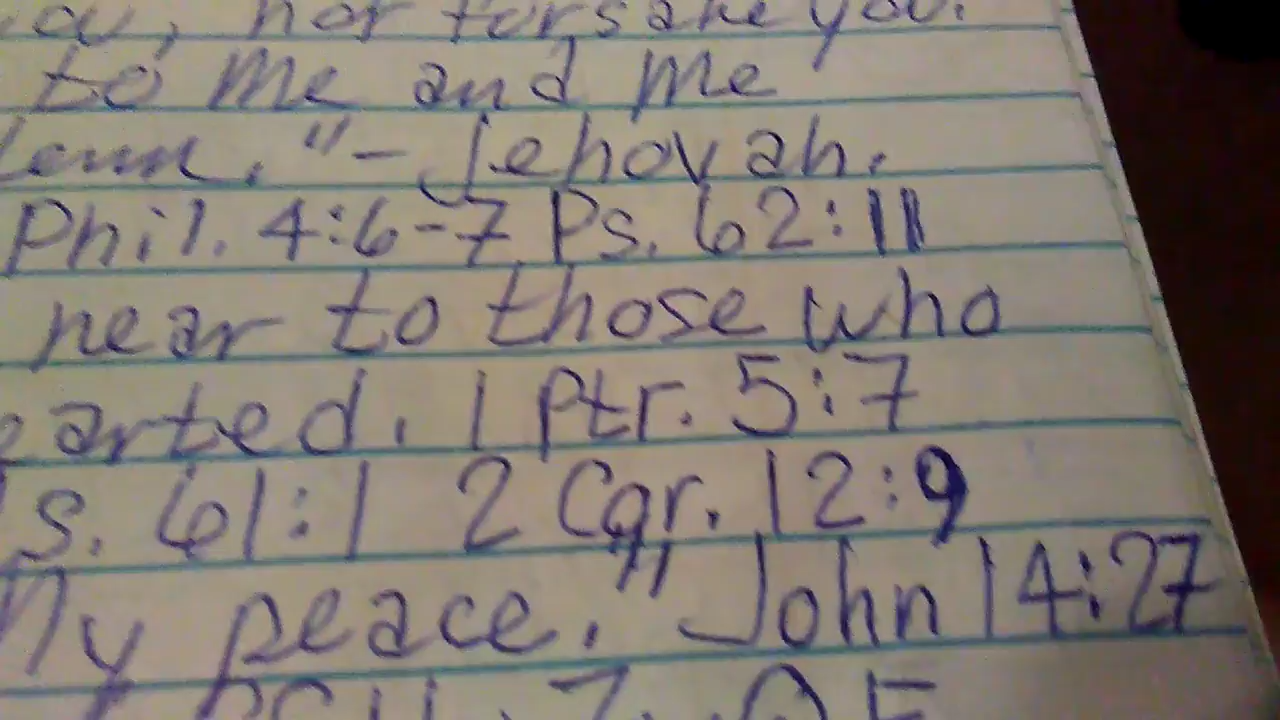 nor forsake you.
to me and me
" - Jehovah.
Phil. 4:6-7 Ps. 62:11
near to those who
arted. 1 Ptr. 5:7
s. 61:1 2 Cor. 12:9
My peace." John 14:27